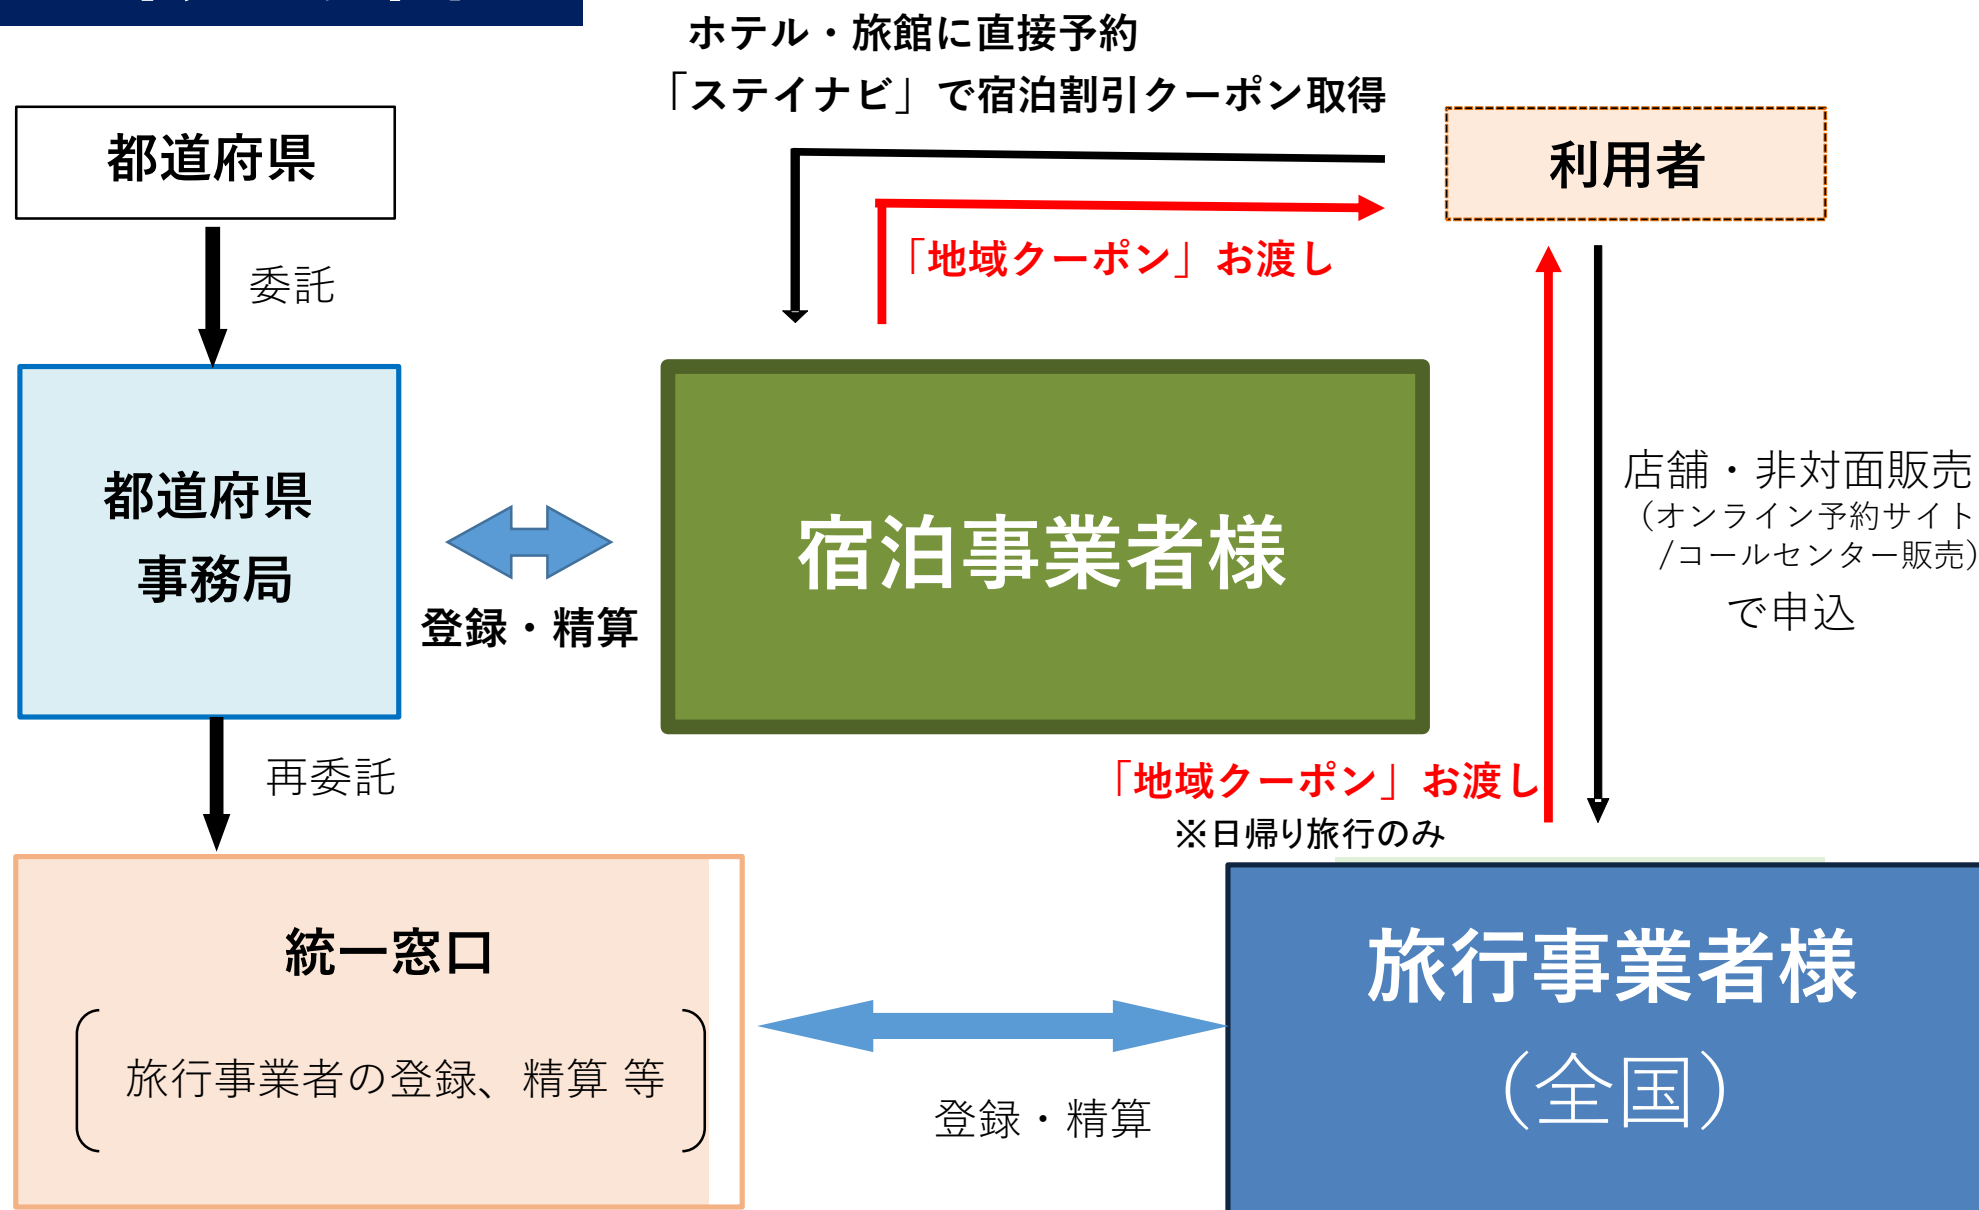 ホテル・旅館に直接予約
「ステイナビ」で宿泊割引クーポン取得
都道府県
利用者
「地域クーポン」お渡し
委託
都道府県
事務局
登録・精算
宿泊事業者様
店舗・非対面販売
（オンライン予約サイト
/コールセンター販売）
で申込
再委託
「地域クーポン」お渡し
※日帰り旅行のみ
統一窓口
旅行事業者の登録、精算 等
登録・精算
旅行事業者様
（全国）